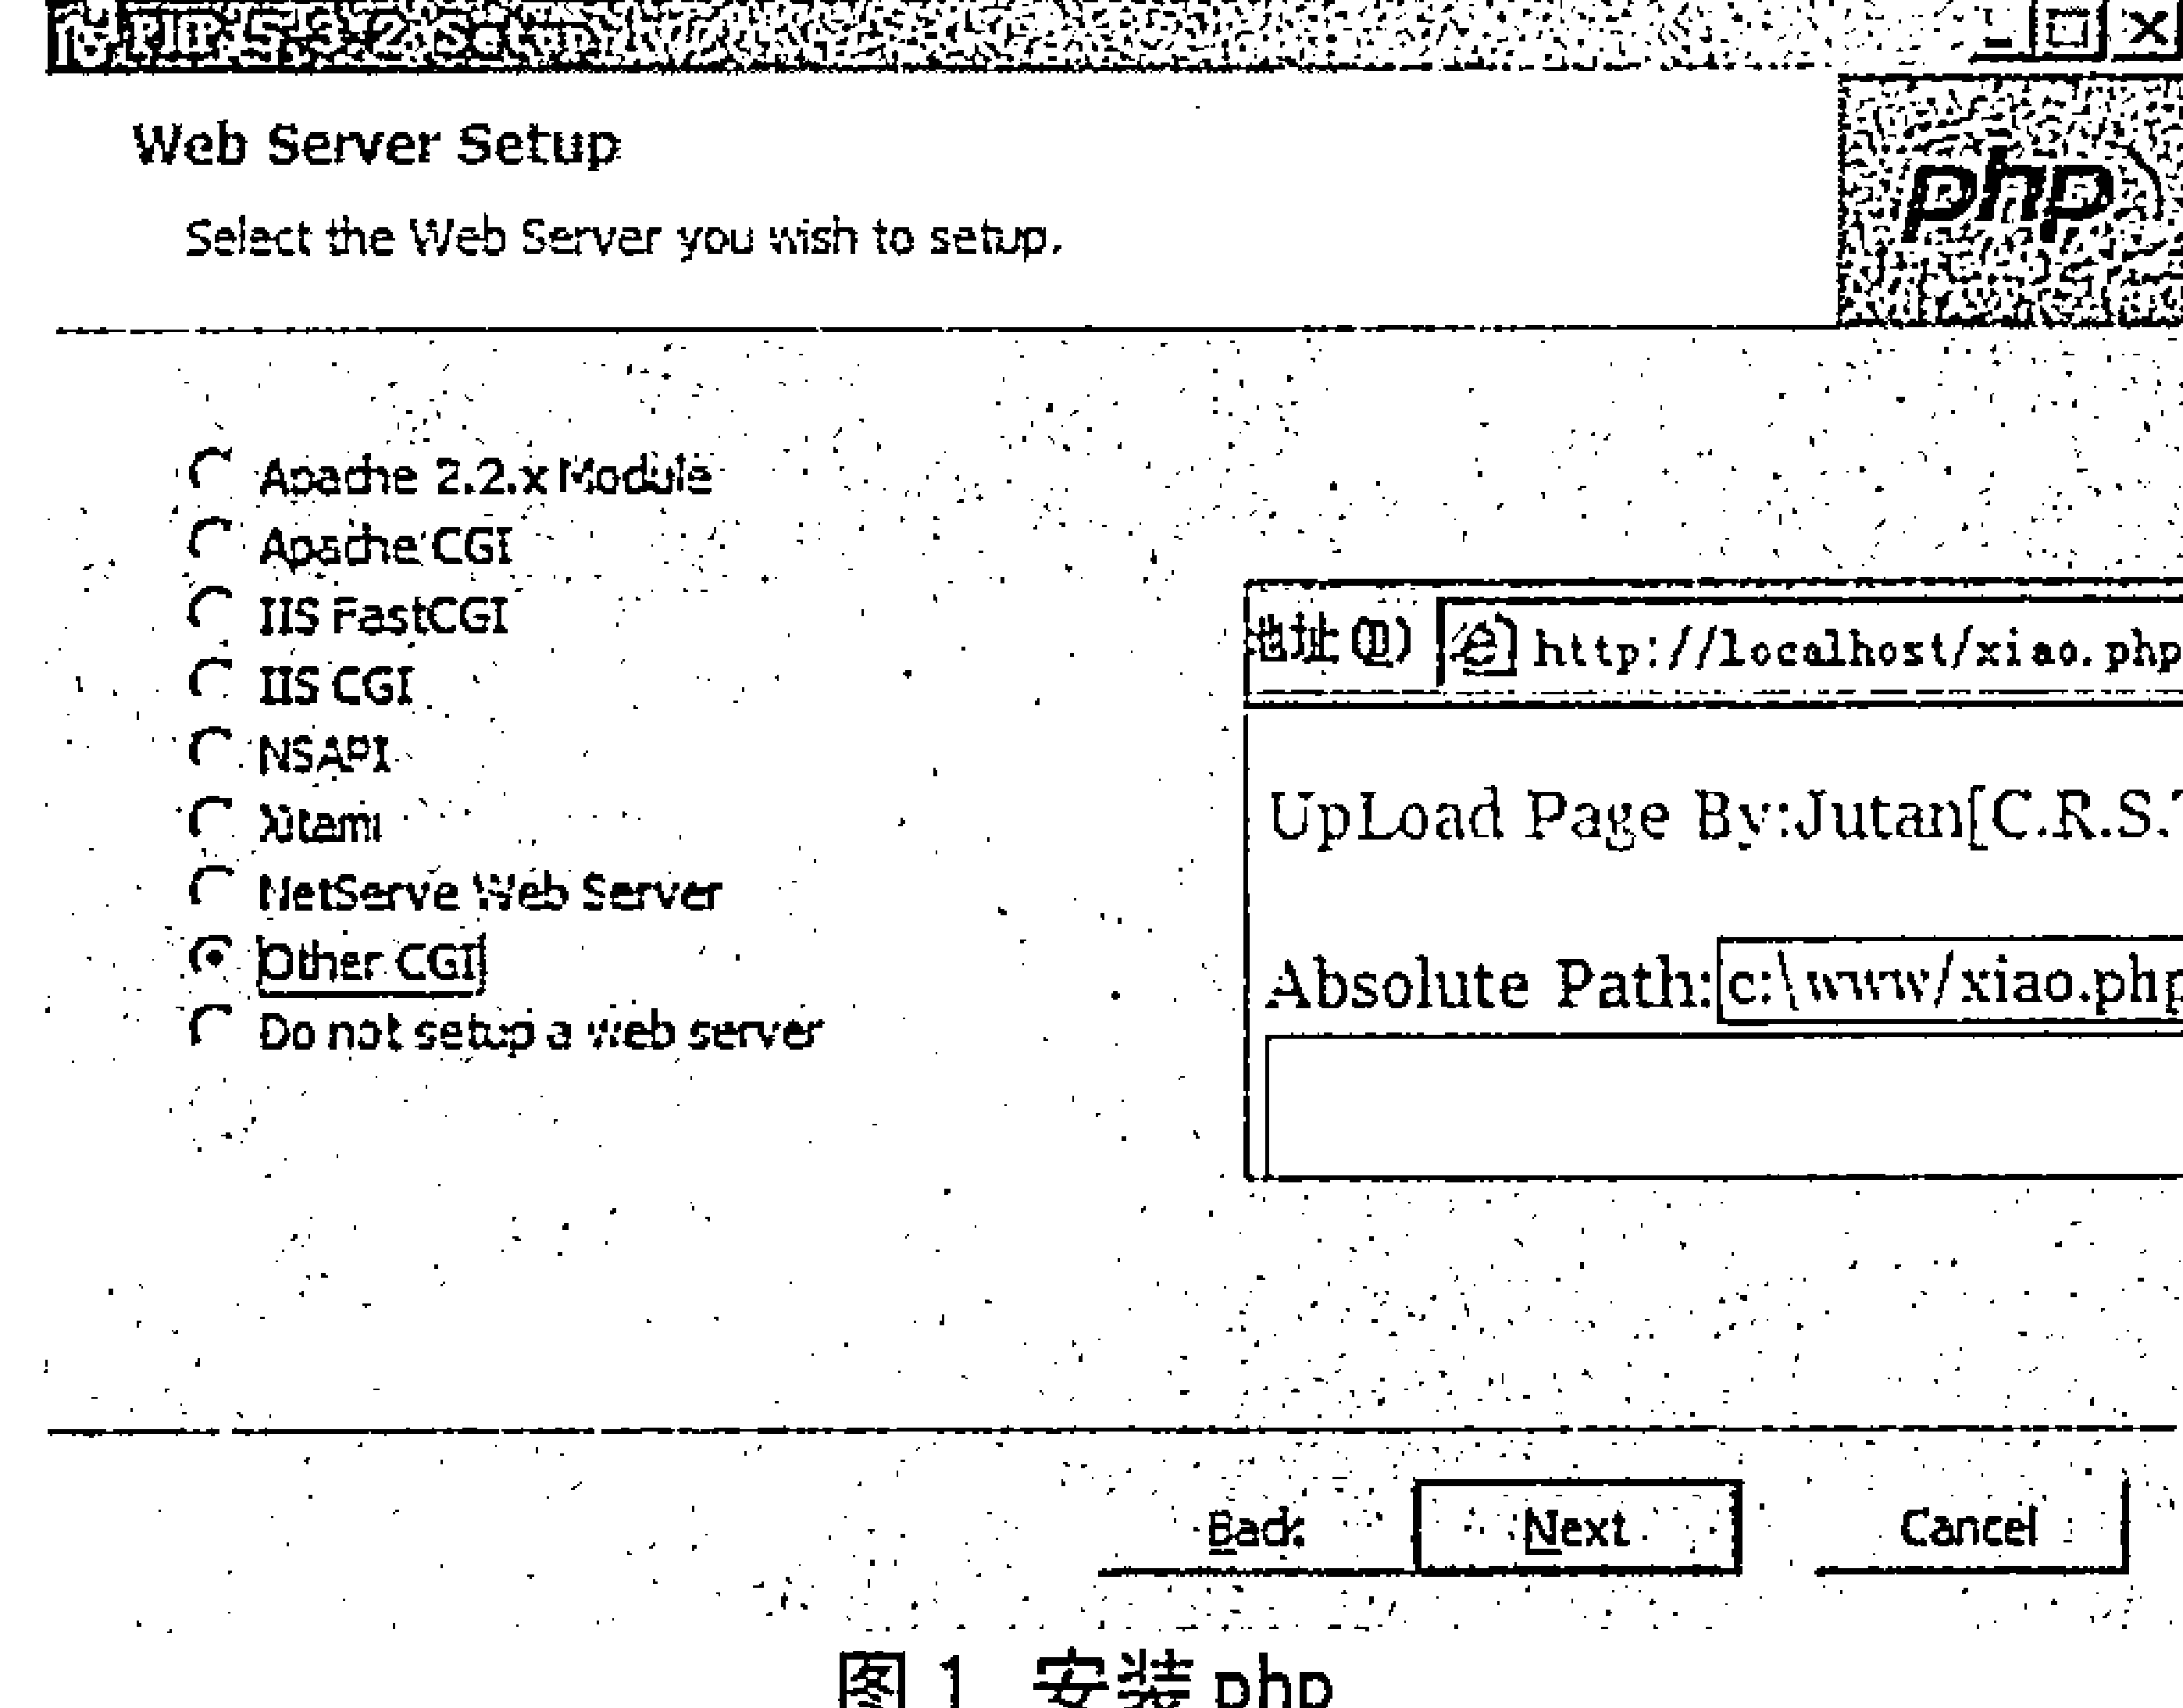 PHP 5.3.2 Setup
Web Server Setup
php
Select the Web Server you wish to setup.
Apache 2.2.x Module
Apache CGI
IIS FastCGI
IIS CGI
NSAPI
Xitami
NetServe Web Server
Other CGI
Do not setup a web server
地址(D) http://localhost/xiao.php
UpLoad Page By:Jutan[C.R.S.
Absolute Path: c:\www/xiao.php
Back Next Cancel
图 1 安装 php